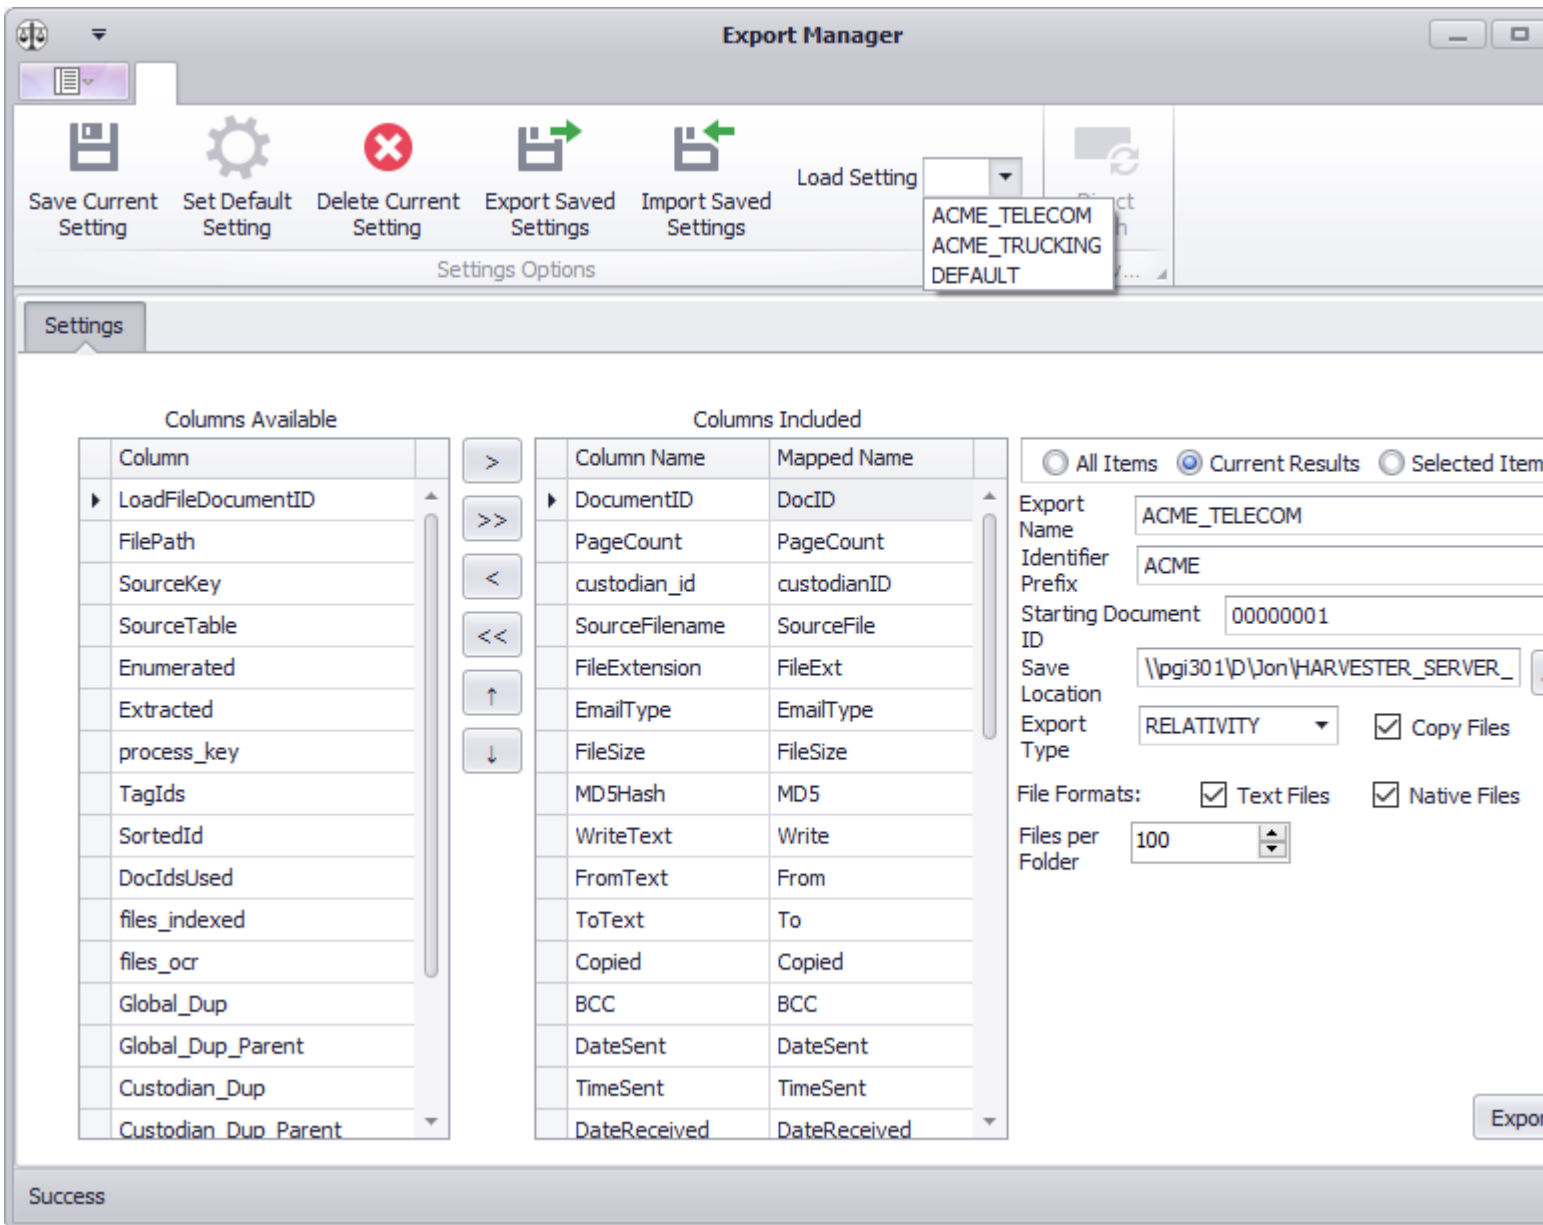 Export Manager
Save Current
Setting
Set Default
Setting
Delete Current
Setting
Export Saved
Settings
Import Saved
Settings
Load Setting
ACME_TELECOM
ACME_TRUCKING
DEFAULT
Settings Options
Settings
Columns Available
Column
LoadFileDocumentID
FilePath
SourceKey
SourceTable
Enumerated
Extracted
process_key
TagIds
SortedId
DocIdsUsed
files_indexed
files_ocr
Global_Dup
Global_Dup_Parent
Custodian_Dup
Custodian_Dup_Parent
>
>>
<
<<
↑
↓
Columns Included
Column Name Mapped Name
DocumentID DocID
PageCount PageCount
custodian_id custodianID
SourceFilename SourceFile
FileExtension FileExt
EmailType EmailType
FileSize FileSize
MD5Hash MD5
WriteText Write
FromText From
ToText To
Copied Copied
BCC BCC
DateSent DateSent
TimeSent TimeSent
DateReceived DateReceived
All Items Current Results Selected Item
Export
Name
ACME_TELECOM
Identifier
Prefix
ACME
Starting Document
ID
00000001
Save
Location
\\pgi301\D\Jon\HARVESTER_SERVER_
Export
Type
RELATIVITY
Copy Files
File Formats: Text Files Native Files
Files per
Folder
100
Expor
Success